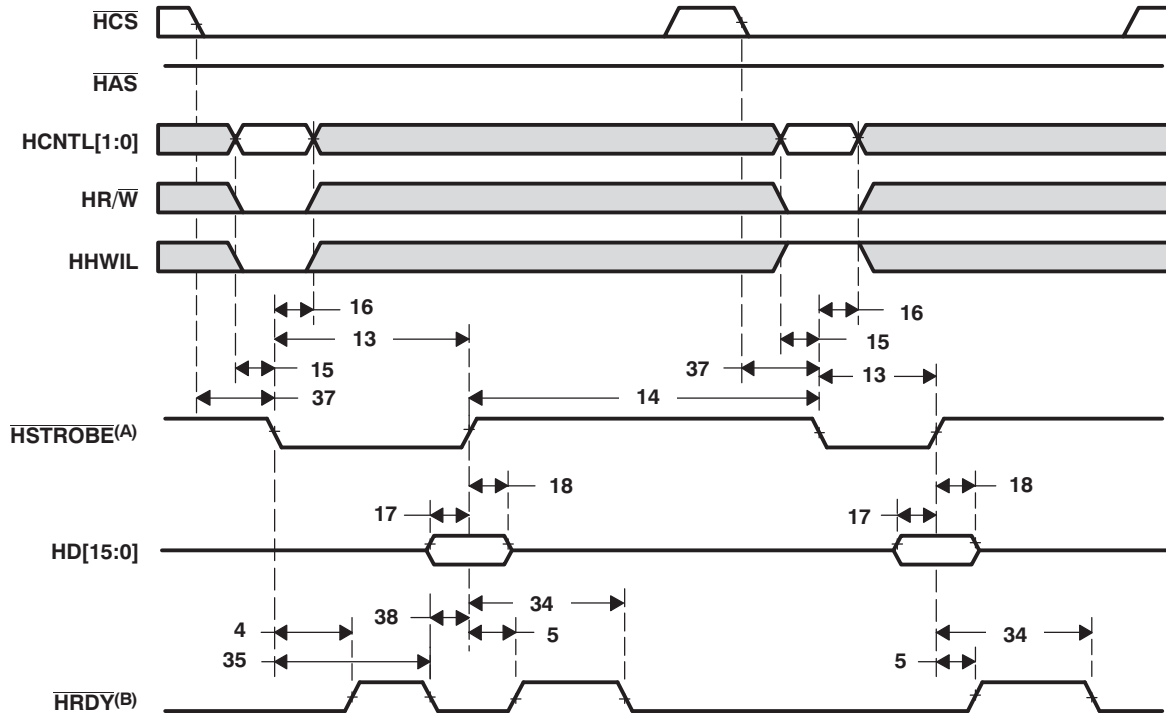 HCS
HAS
HCNTL[1:0]
HR/W
HHWIL
16
16
13
15
15
37
13
37
14
HSTROBE(A)
18
18
17
17
HD[15:0]
34
38
4
5
34
35
5
HRDY(B)